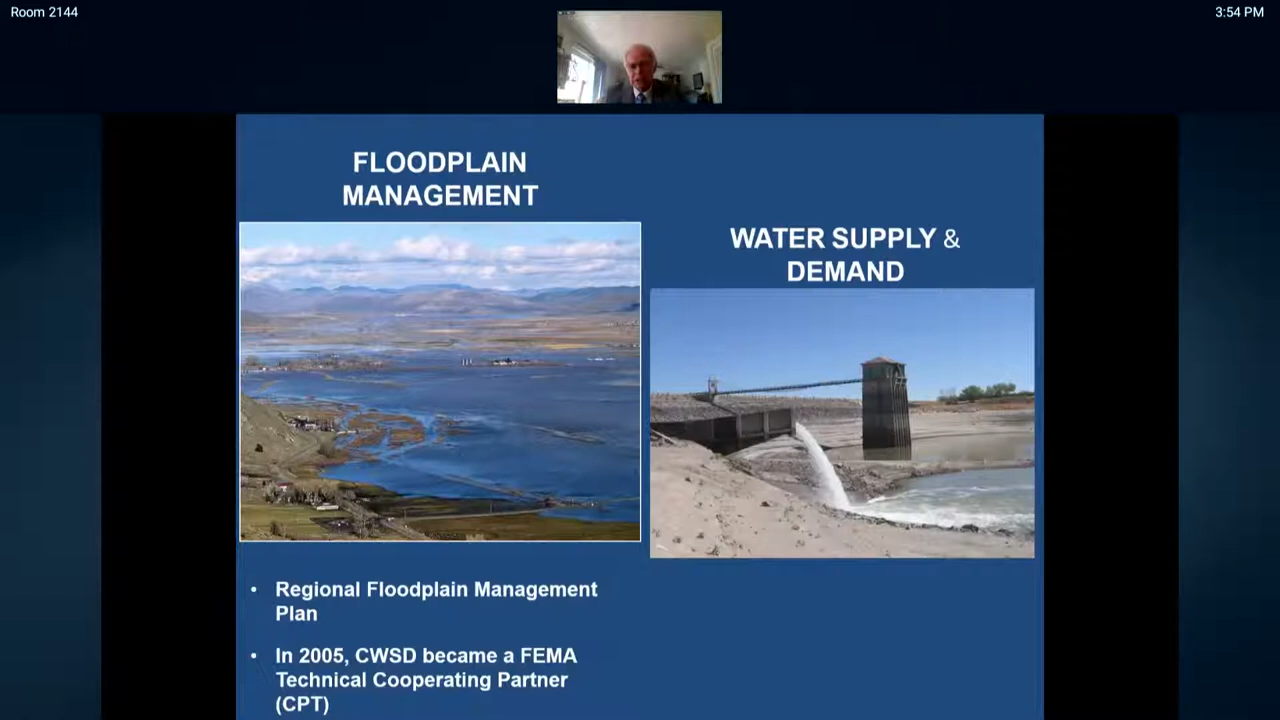 Room 2144
3:54 PM
FLOODPLAIN
MANAGEMENT
WATER SUPPLY &
DEMAND
• Regional Floodplain Management
Plan
• In 2005, CWSD became a FEMA
Technical Cooperating Partner
(CPT)